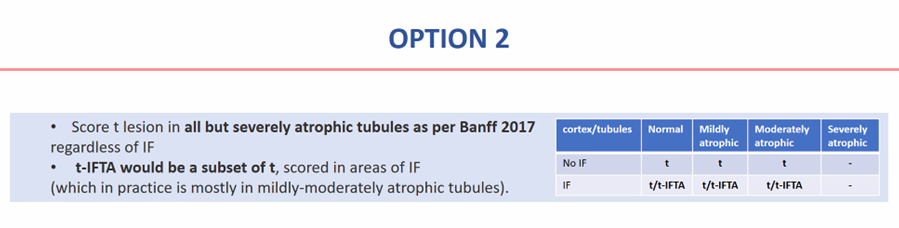 OPTION 2
• Score t lesion in all but severely atrophic tubules as per Banff 2017
regardless of IF
• t-IFTA would be a subset of t, scored in areas of IF
(which in practice is mostly in mildly-moderately atrophic tubules).
cortex/tubules Normal Mildly atrophic Moderately atrophic Severely atrophic
No IF t t t -
IF t/t-IFTA t/t-IFTA t/t-IFTA -